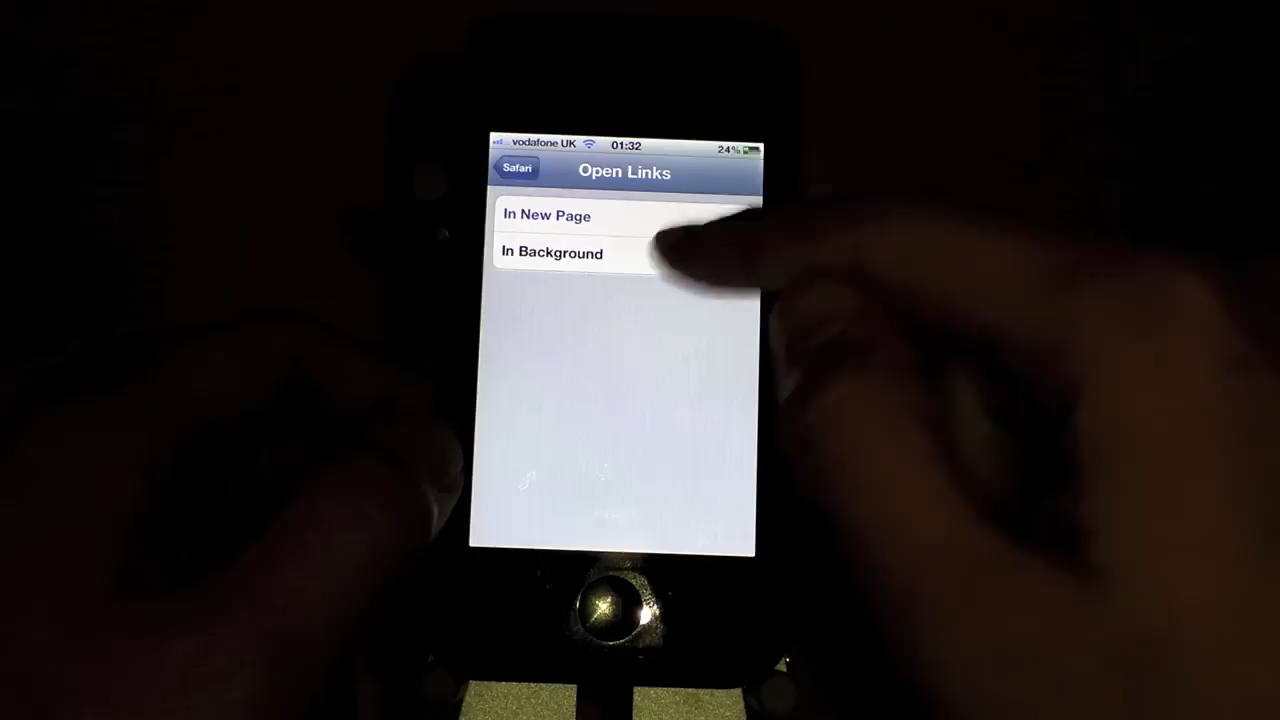 vodafone UK 01:32 24%
Safari Open Links
In New Page
In Background